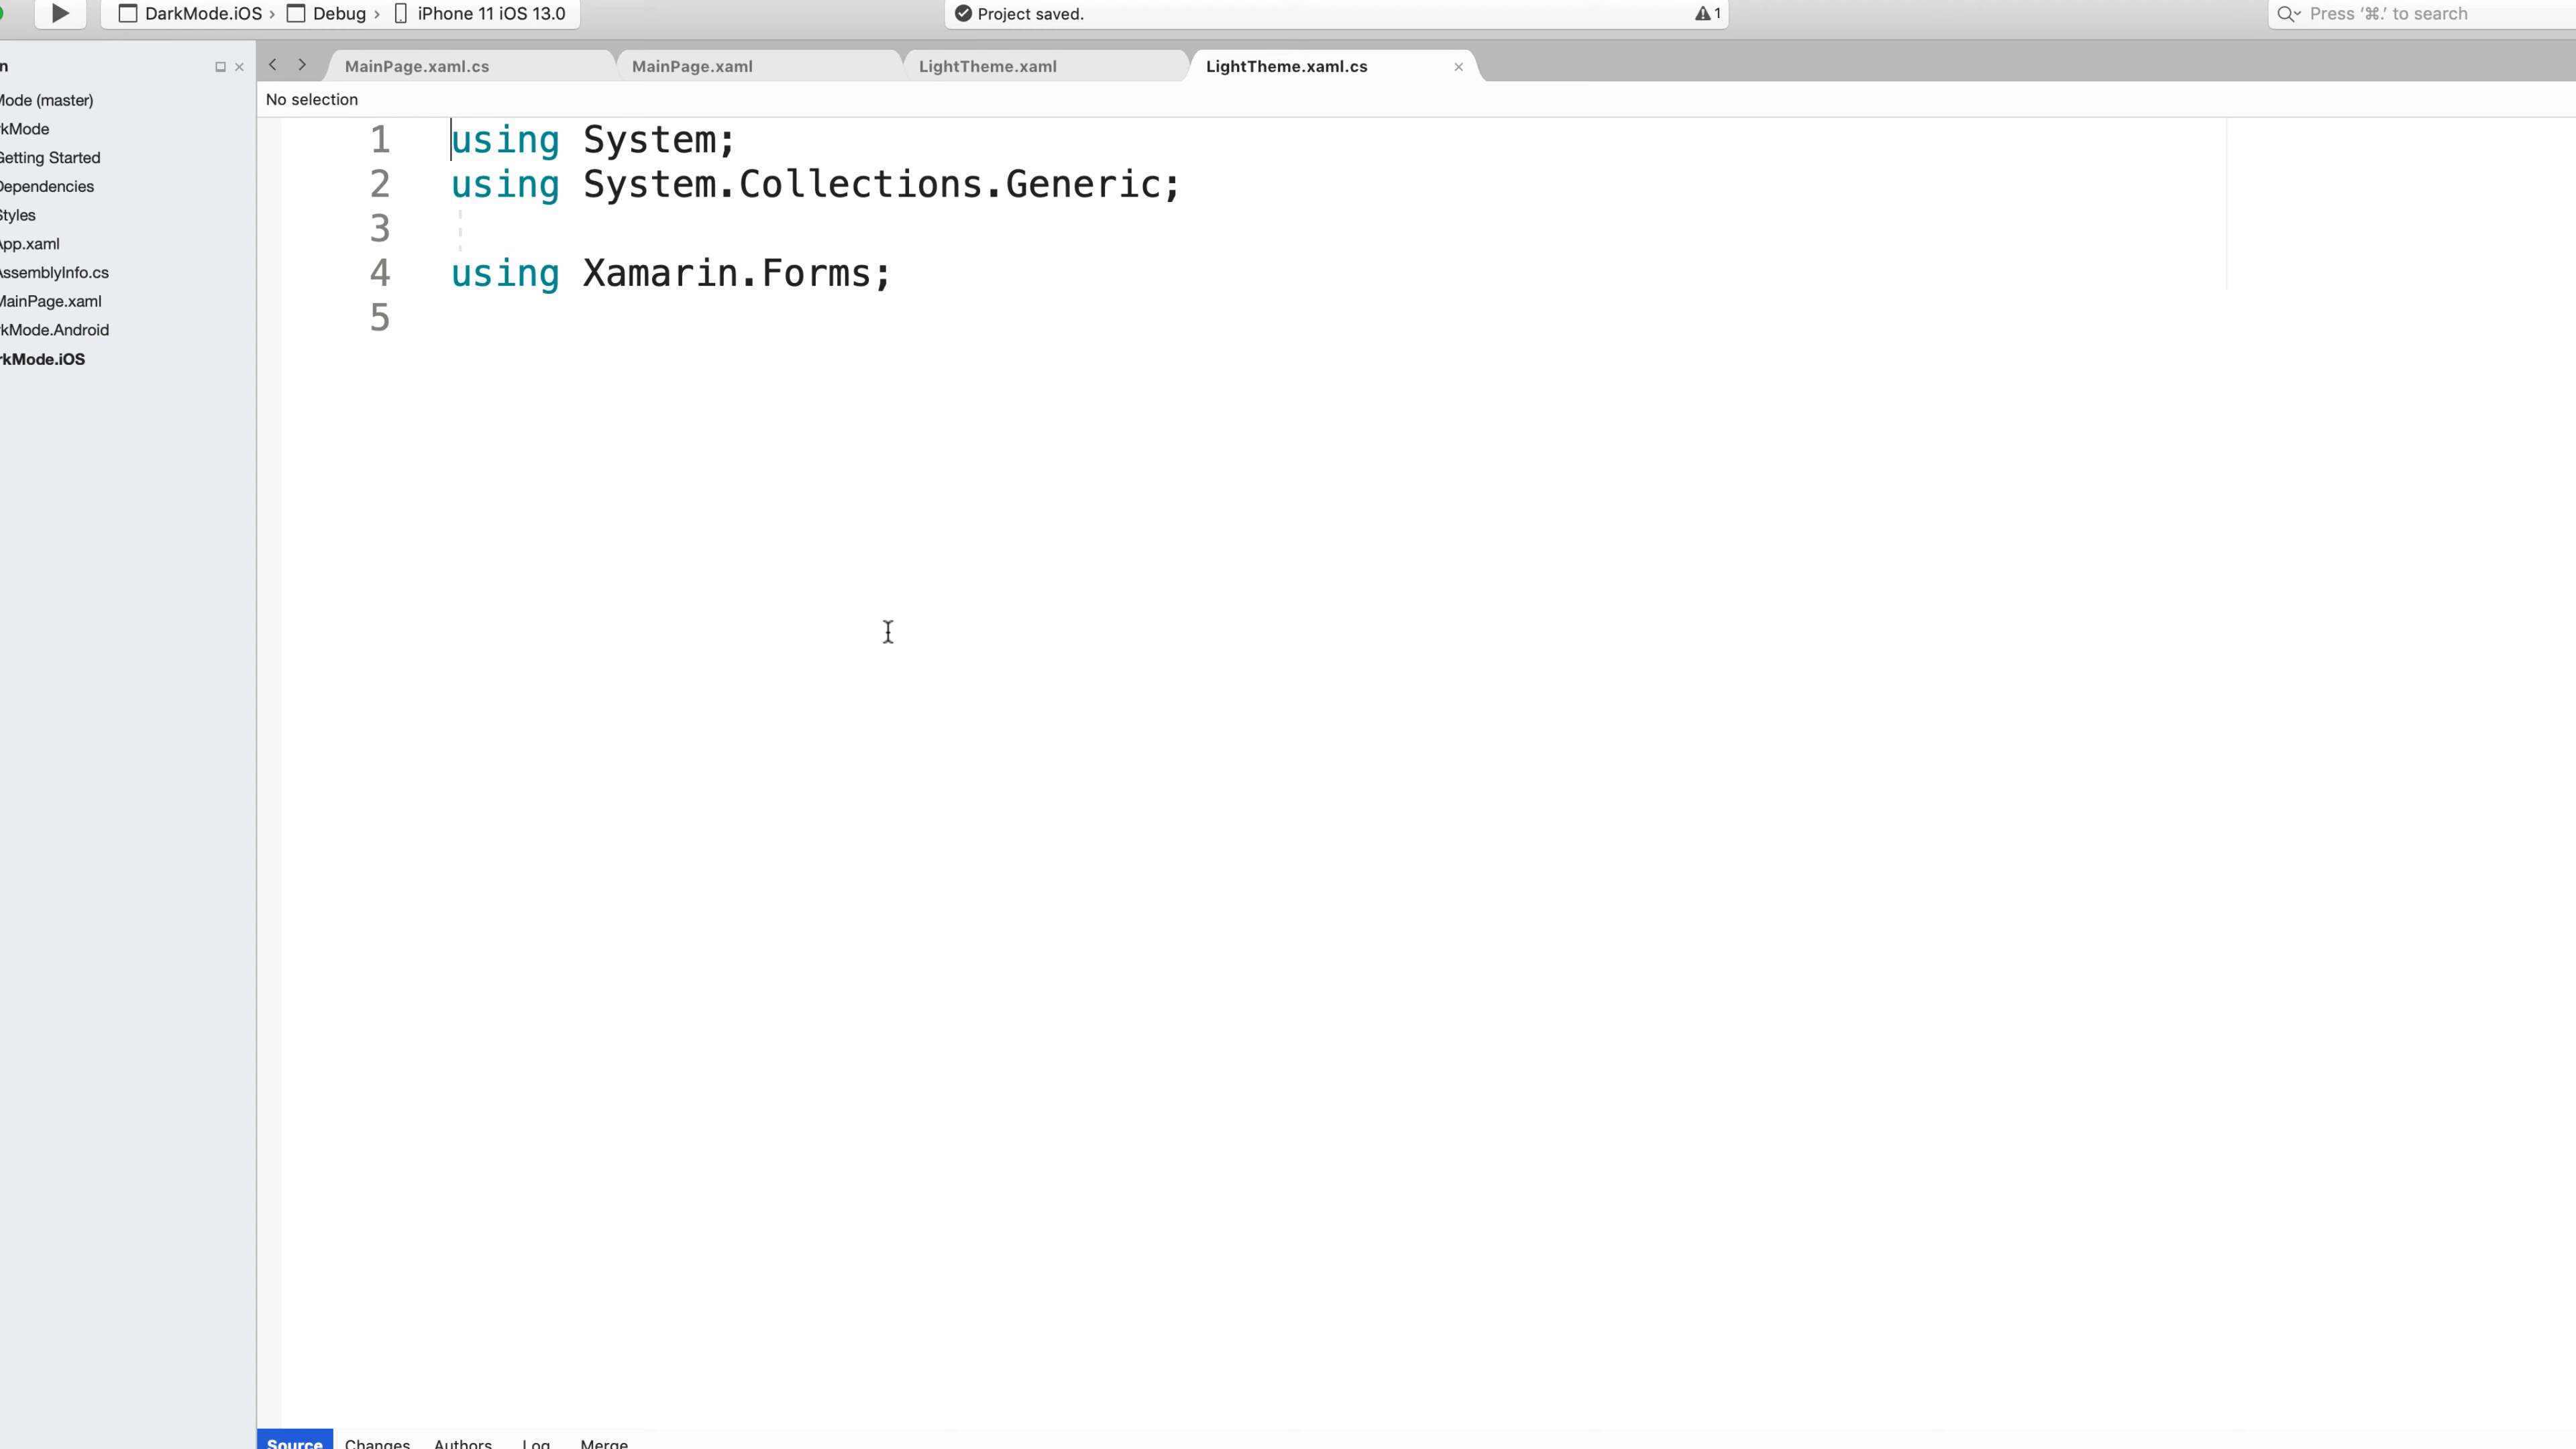 DarkMode.iOS › Debug › iPhone 11 iOS 13.0
Project saved.
1
Press '⌘.' to search
n
Mode (master)
rkMode
Getting Started
Dependencies
Styles
App.xaml
AssemblyInfo.cs
MainPage.xaml
rkMode.Android
rkMode.iOS
MainPage.xaml.cs
MainPage.xaml
LightTheme.xaml
LightTheme.xaml.cs
No selection
1 using System;
2 using System.Collections.Generic;
3
4 using Xamarin.Forms;
5
Source Changes Authors Log Merge